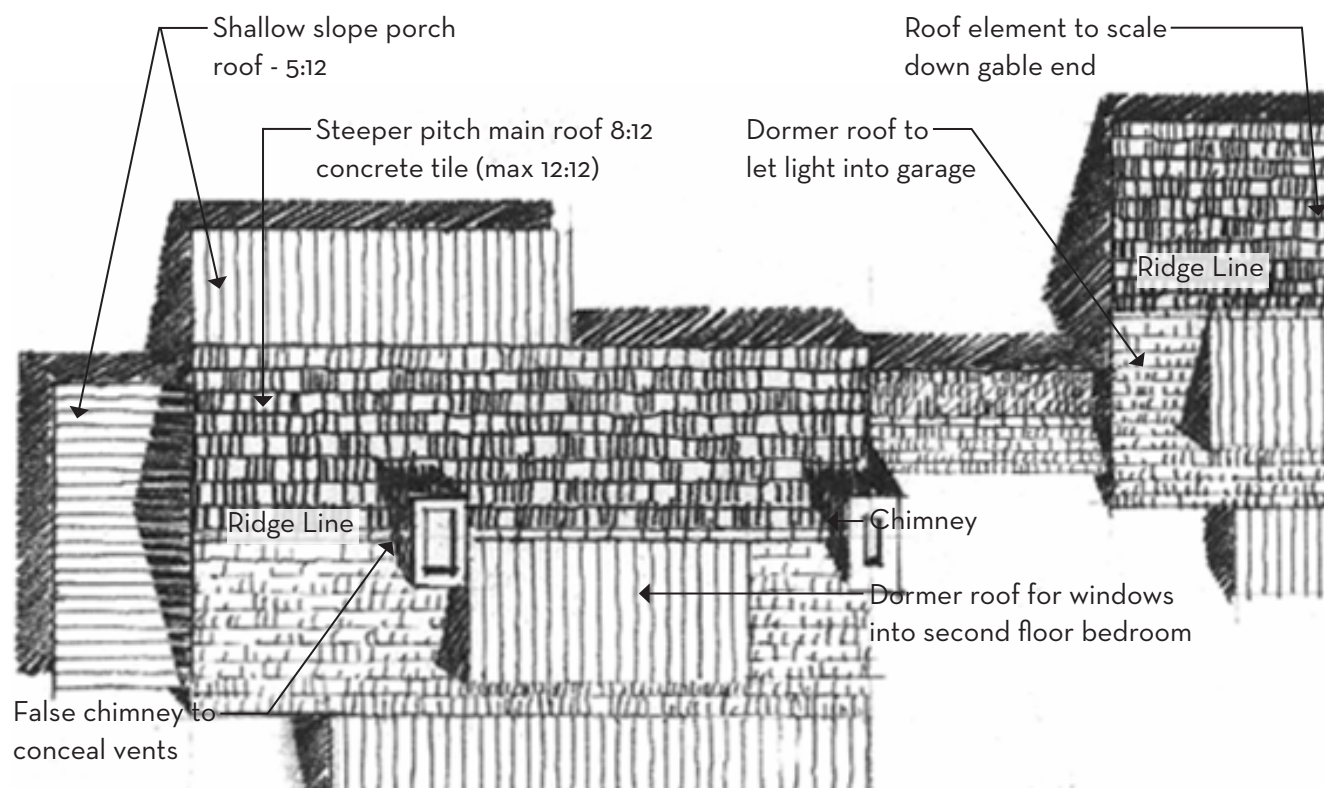 Shallow slope porch
roof - 5:12
Roof element to scale
down gable end
Steeper pitch main roof 8:12
concrete tile (max 12:12)
Dormer roof to
let light into garage
Ridge Line
Ridge Line
Chimney
Dormer roof for windows
into second floor bedroom
False chimney to
conceal vents